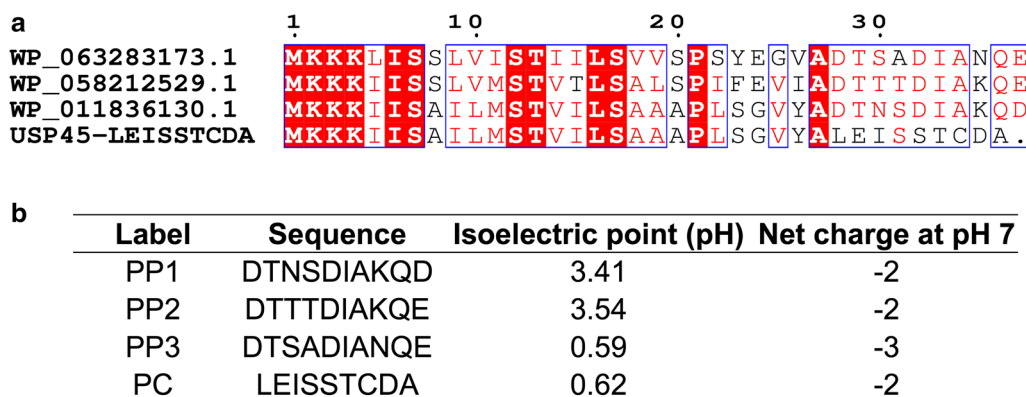 a
1 10 20 30
WP_063283173.1 MKKKLISSLVISTIILSVVSPSYEGVADTSADIANQE
WP_058212529.1 MKKKIISSILMSTVTLSALSPIFEVIADTTTDIAKQE
WP_011836130.1 MKKKIISAILMSTVILSAAAPLSGVYADTNSDIAKQD
USP45-LEISSTCDA MKKKIISAILMSTVILSAAAPLSGVYALEISSTCDA.
b
Label Sequence Isoelectric point (pH) Net charge at pH 7
PP1 DTNSDIAKQD 3.41 -2
PP2 DTTTDIAKQE 3.54 -2
PP3 DTSADIANQE 0.59 -3
PC LEISSTCDA 0.62 -2